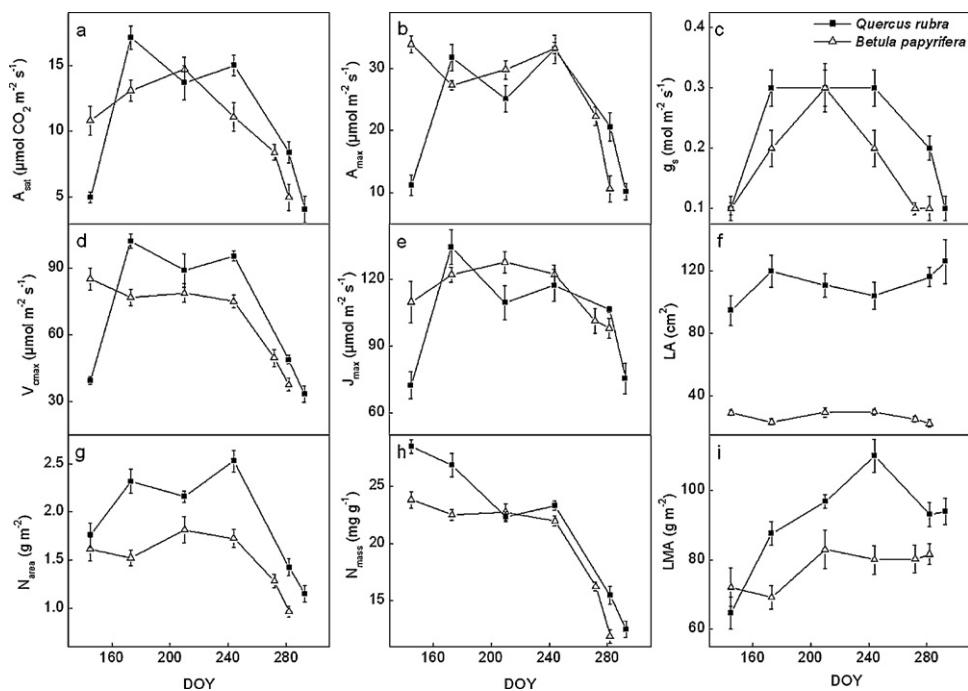 a
A_sat (µmol CO₂ m⁻² s⁻¹)
15
10
5
b
A_max (µmol m⁻² s⁻¹)
30
20
10
c
Quercus rubra
Betula papyrifera
g_s (mol m⁻² s⁻¹)
0.4
0.3
0.2
0.1
d
V_cmax (µmol m⁻² s⁻¹)
90
60
30
e
J_max (µmol m⁻² s⁻¹)
120
90
60
f
LA (cm²)
120
80
40
g
N_area (g m⁻²)
2.5
2.0
1.5
1.0
h
N_mass (mg g⁻¹)
25
20
15
i
LMA (g m⁻²)
100
80
60
160 200 240 280
160 200 240 280
160 200 240 280
DOY
DOY
DOY